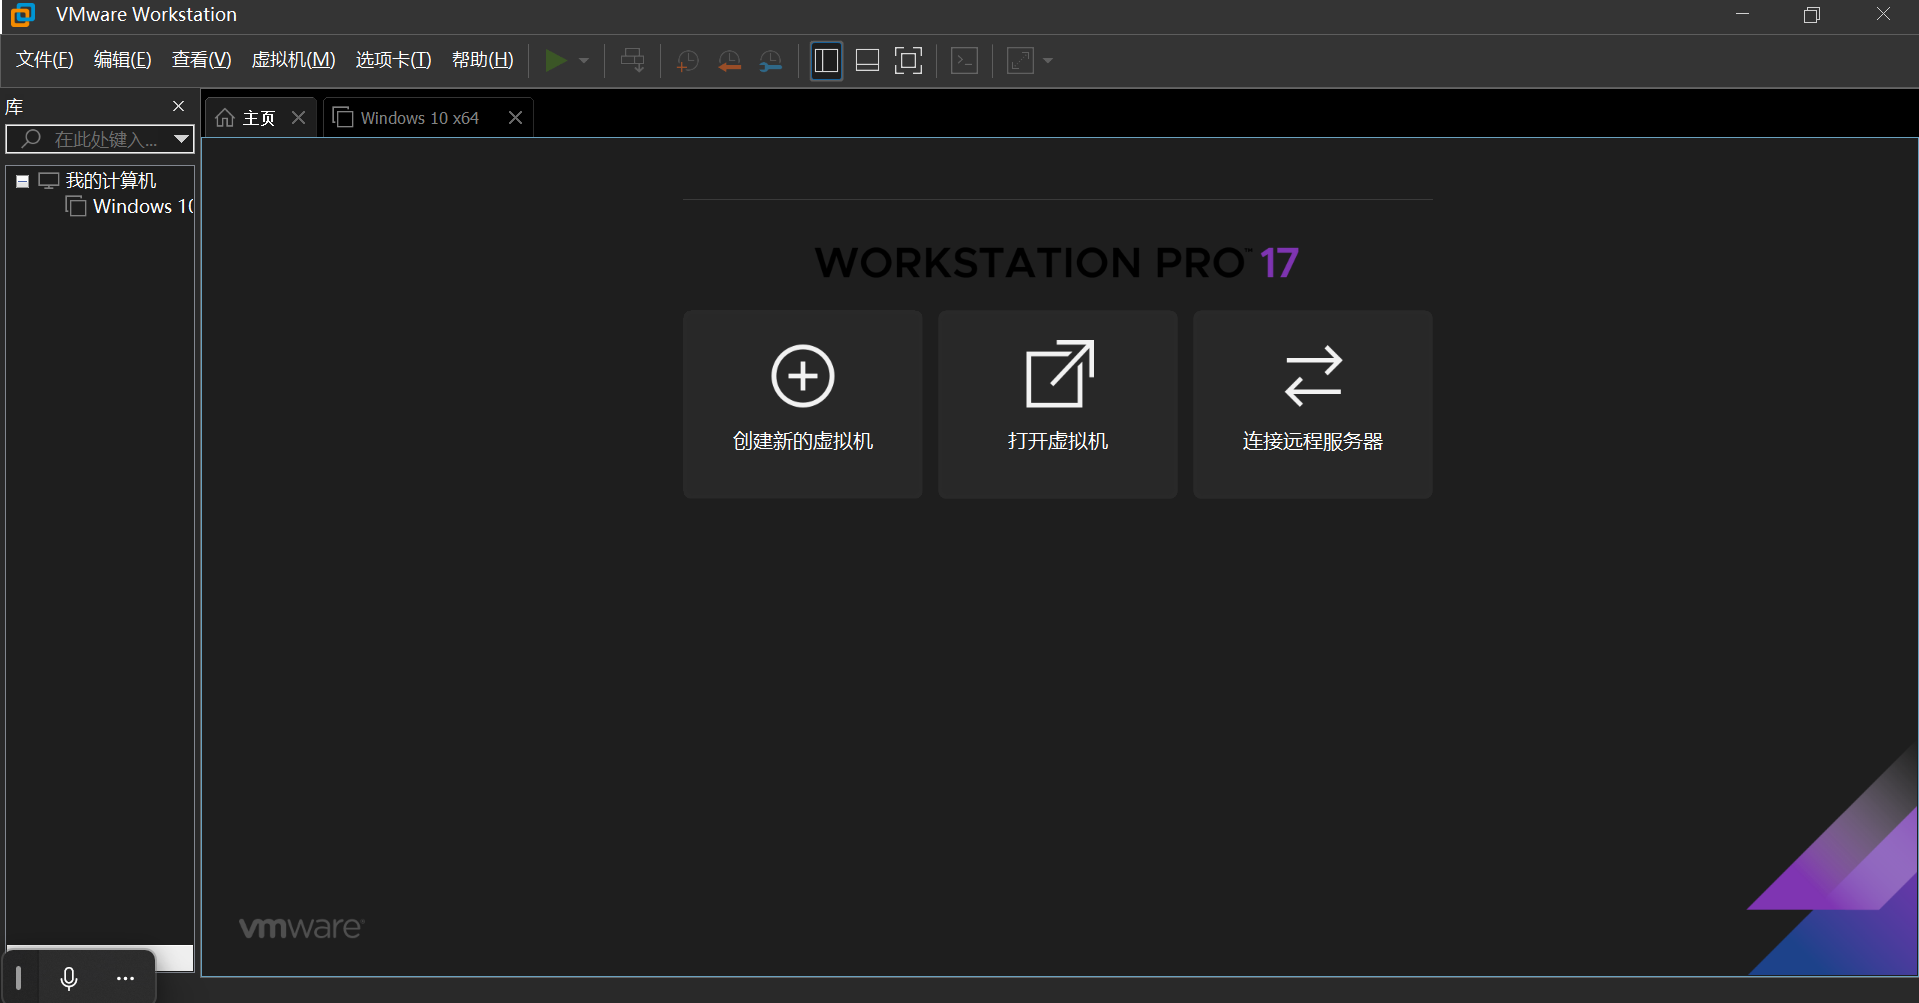 VMware Workstation
文件(F) 编辑(E) 查看(V) 虚拟机(M) 选项卡(T) 帮助(H)
库
在此处键入...
我的计算机
Windows 10
主页
Windows 10 x64
WORKSTATION PRO™ 17
创建新的虚拟机
打开虚拟机
连接远程服务器
vmware